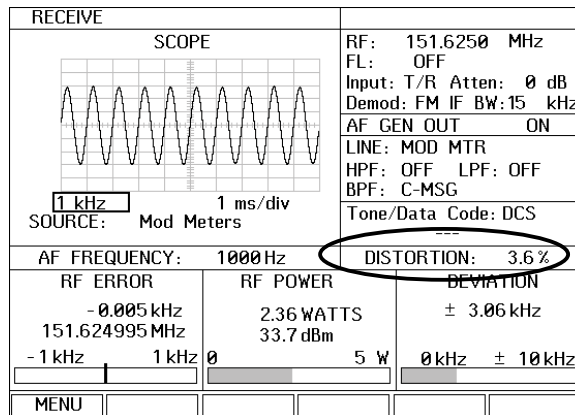 RECEIVE
SCOPE
1 kHz
1 ms/div
SOURCE: Mod Meters
RF: 151.6250 MHz
FL: OFF
Input: T/R Atten: 0 dB
Demod: FM IF BW:15 kHz
AF GEN OUT ON
LINE: MOD MTR
HPF: OFF LPF: OFF
BPF: C-MSG
Tone/Data Code: DCS
---
AF FREQUENCY: 1000 Hz
DISTORTION: 3.6 %
RF ERROR
-0.005 kHz
151.624995 MHz
-1 kHz 1 kHz
RF POWER
2.36 WATTS
33.7 dBm
0 5 W
DEVIATION
± 3.06 kHz
0 kHz ± 10 kHz
MENU